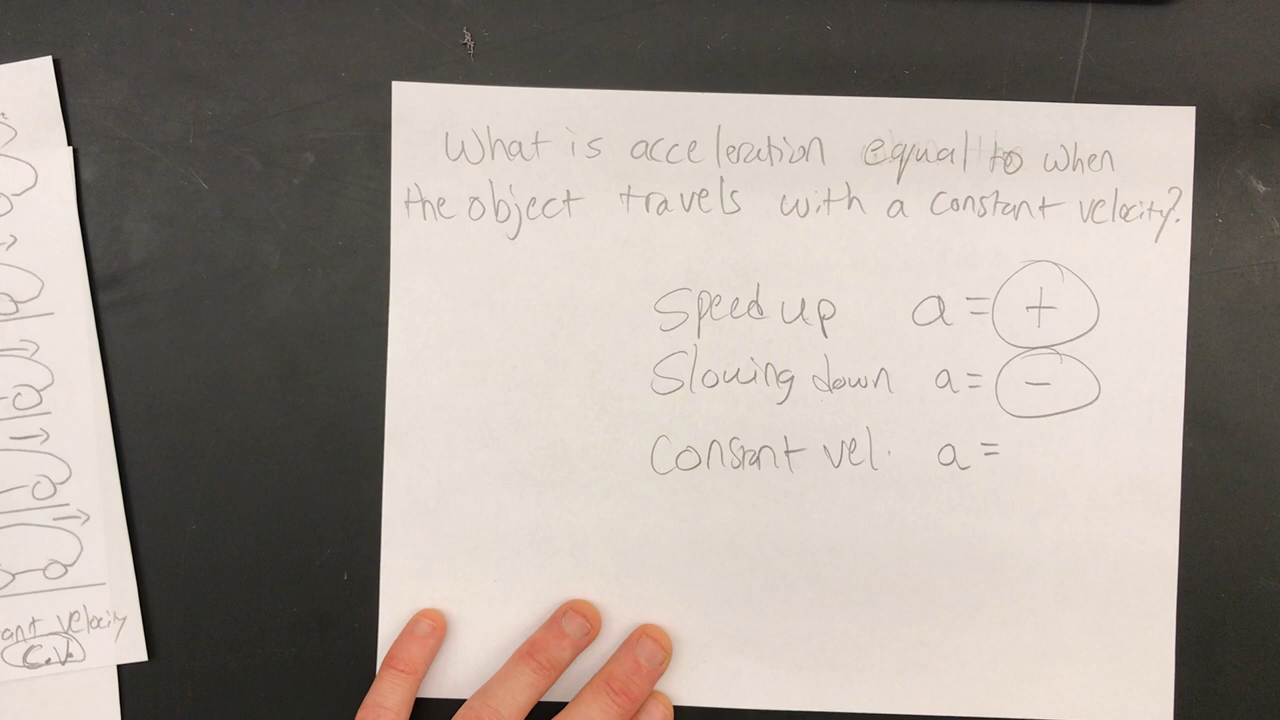 What is acceleration equal to when
the object travels with a constant velocity?
Speed up a = +
Slowing down a = -
Constant vel. a =
ant velocity
C.V.